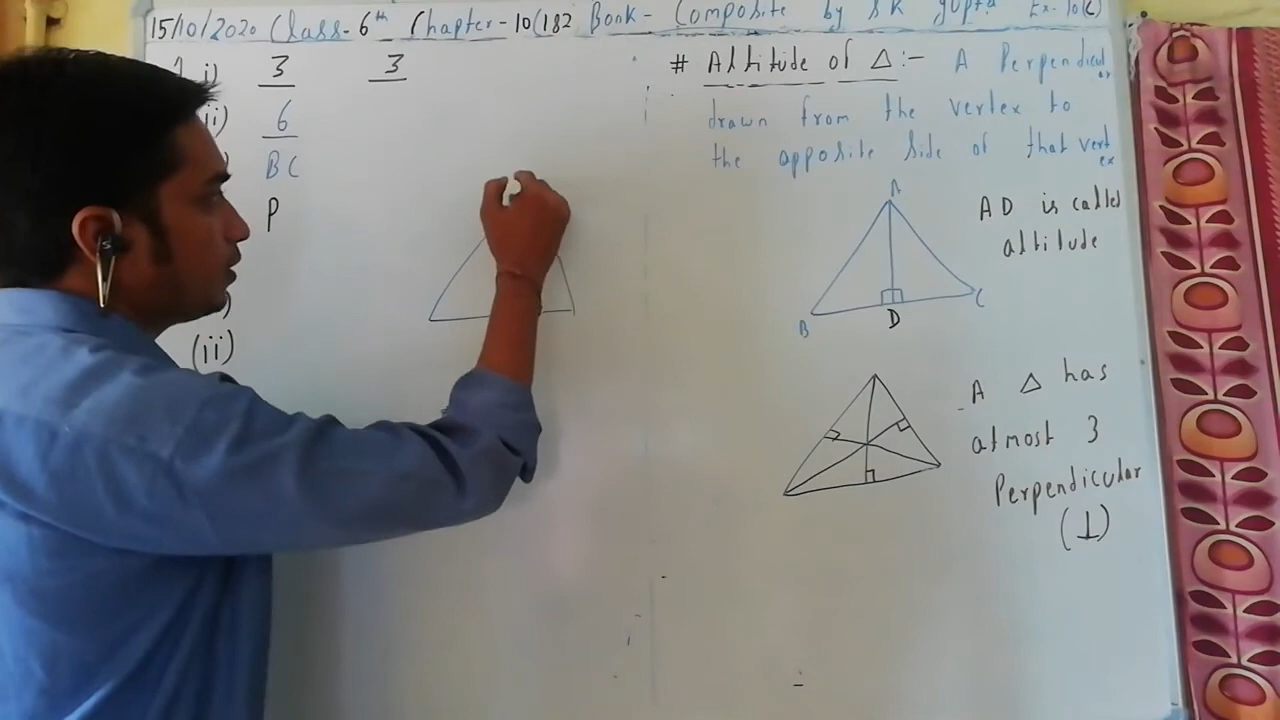 15/10/2020 Class-6th Chapter-10(182 Book- Composite by SK Gupta Ex-10(c)
i) 3 3
ii) 6
BC
P
(ii)
# Altitude of △:- A Perpendicular
drawn from the vertex to
the opposite side of that vertex
A
B
C
D
AD is called
altitude
A △ has
atmost 3
Perpendicular
(⊥)